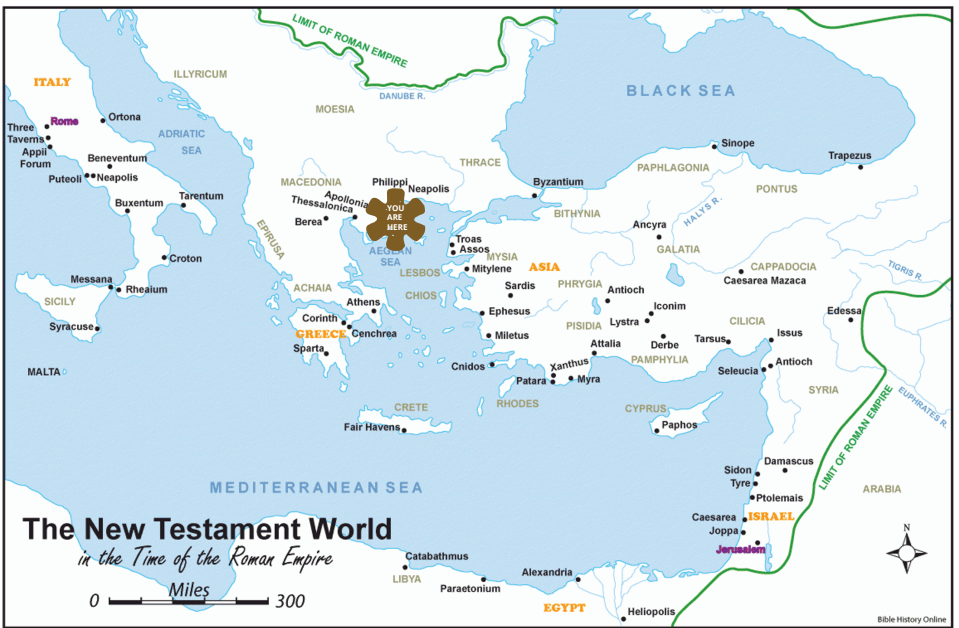 LIMIT OF ROMAN EMPIRE
ILLYRICUM
ITALY
DANUBE R.
BLACK SEA
MOESIA
Rome
Three
Taverns
Appii
Forum
Ortona
ADRIATIC
SEA
Sinope
Trapezus
Beneventum
Puteoli
Neapolis
THRACE
PAPHLAGONIA
PONTUS
MACEDONIA
Philippi
Neapolis
Byzantium
Buxentum
Tarentum
Apollonia
Thessalonica
Berea
YOU
ARE
HERE
BITHYNIA
HALYS R.
Ancyra
GALATIA
EPIRUSA
Croton
AEGEAN
SEA
Troas
Assos
MYSIA
Mitylene
LESBOS
ASIA
CAPPADOCIA
Caesarea Mazaca
TIGRIS R.
Messana
Rheaium
SICILY
Syracuse
ACHAIA
Athens
CHIOS
Sardis
PHRYGIA
Antioch
Iconim
Lystra
Edessa
Corinth
GREECE
Cenchrea
Sparta
Ephesus
Miletus
PISIDIA
Attalia
Derbe
CILICIA
Tarsus
Issus
MALTA
Cnidos
Xanthus
Patara
Myra
PAMPHYLIA
Seleucia
Antioch
SYRIA
EUPHRATES R.
CRETE
Fair Havens
RHODES
CYPRUS
Paphos
LIMIT OF ROMAN EMPIRE
MEDITERRANEAN SEA
Damascus
Sidon
Tyre
Ptolemais
ARABIA
Caesarea
ISRAEL
Joppa
Jerusalem
N
The New Testament World
in the Time of the Roman Empire
Miles
0 300
Catabathmus
LIBYA
Paraetonium
Alexandria
EGYPT
Heliopolis
Bible History Online